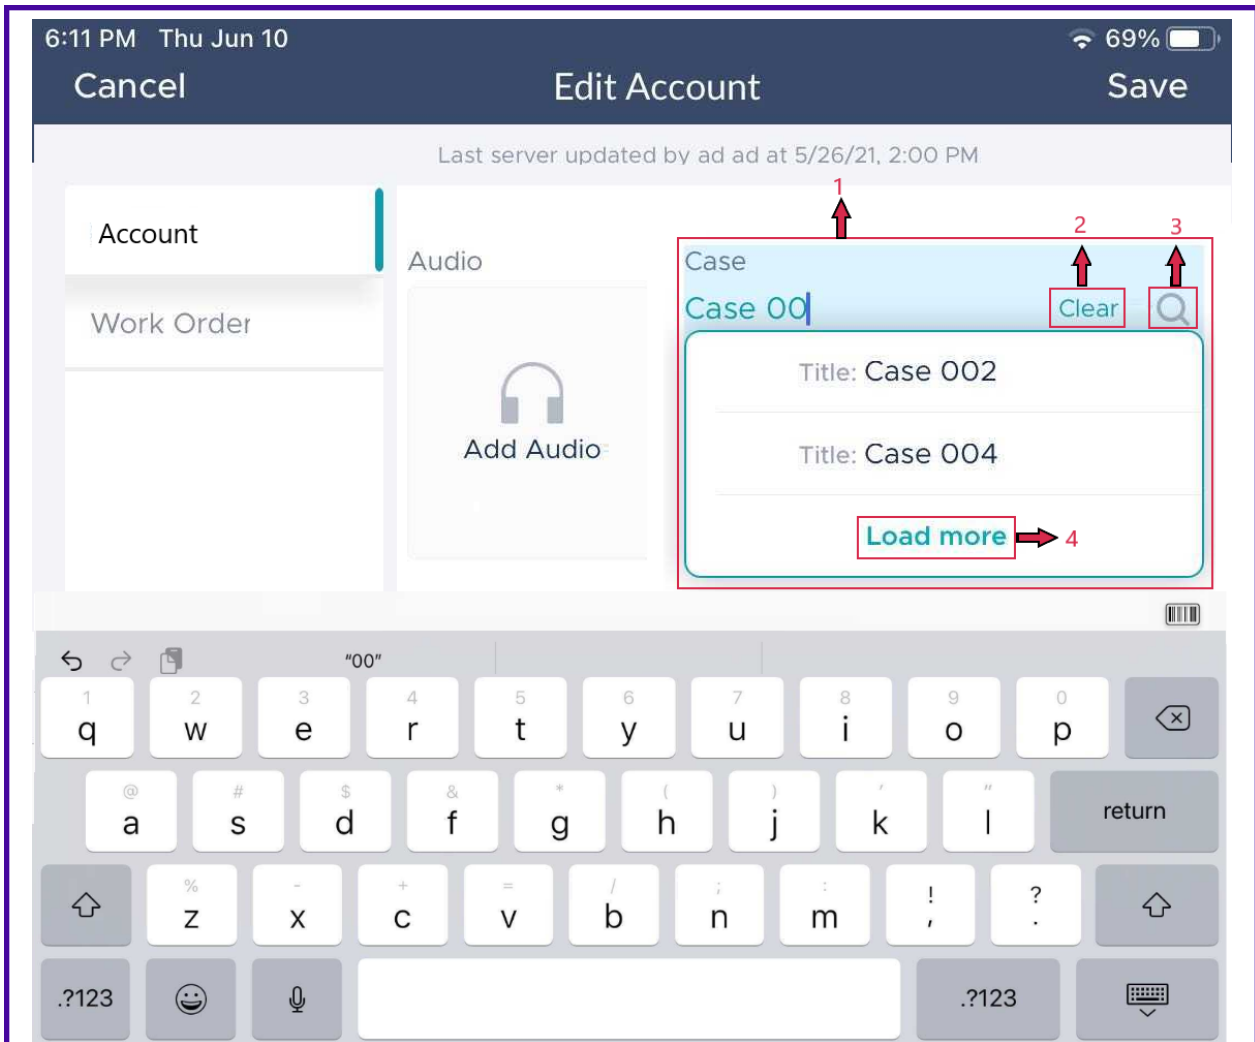 6:11 PM Thu Jun 10 69%
Cancel Edit Account Save
Last server updated by ad ad at 5/26/21, 2:00 PM
1
Account
Work Order
Audio
Add Audio
2 3
Case
Case 00 Clear
Title: Case 002
Title: Case 004
Load more 4
"00"
1 2 3 4 5 6 7 8 9 0
q w e r t y u i o p
@ # $ & * ( ) ' "
a s d f g h j k l return
% - + = / ; : ! ?
z x c v b n m , .
.?123 .?123